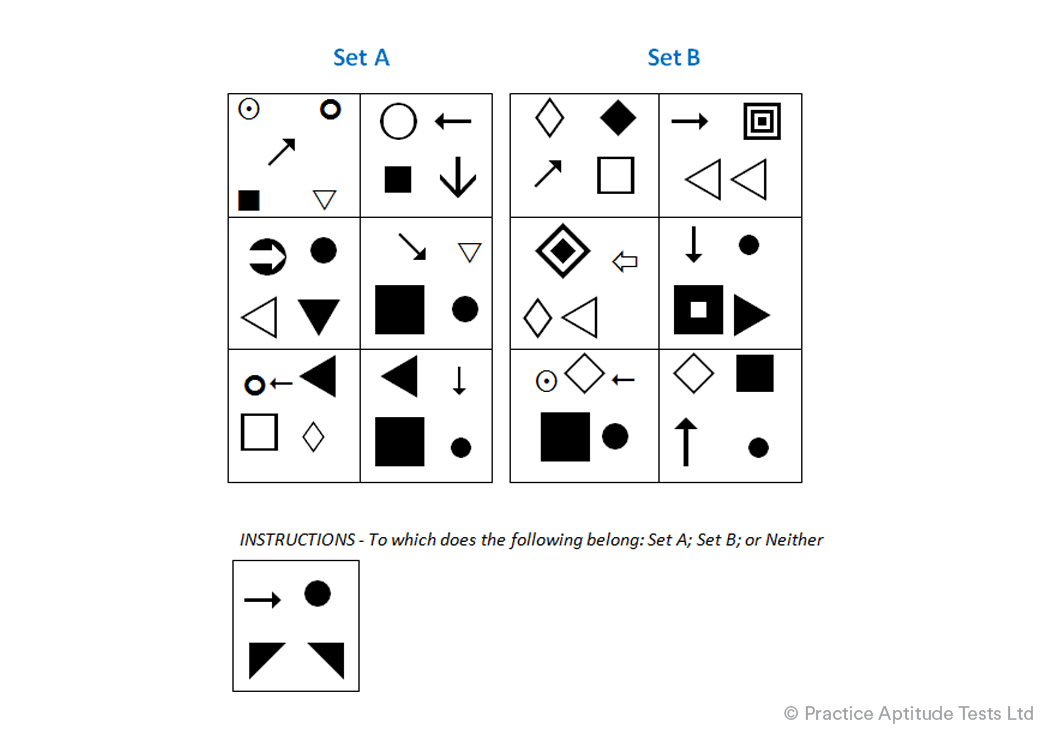 Set A
Set B
INSTRUCTIONS - To which does the following belong: Set A; Set B; or Neither
© Practice Aptitude Tests Ltd